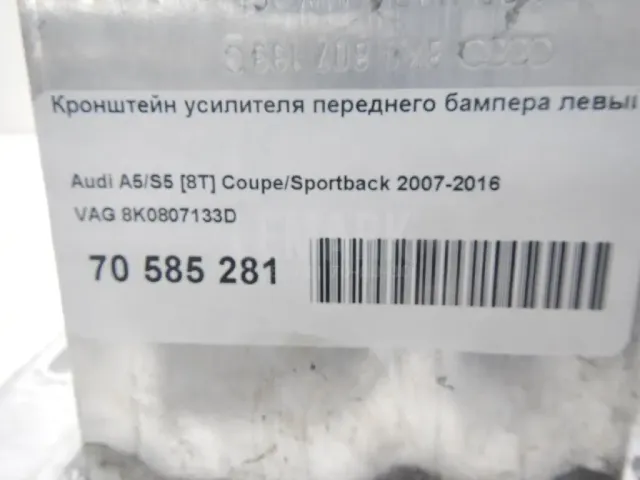 Кронштейн усилителя переднего бампера левый
Audi A5/S5 [8T] Coupe/Sportback 2007-2016
VAG 8K0807133D
70 585 281